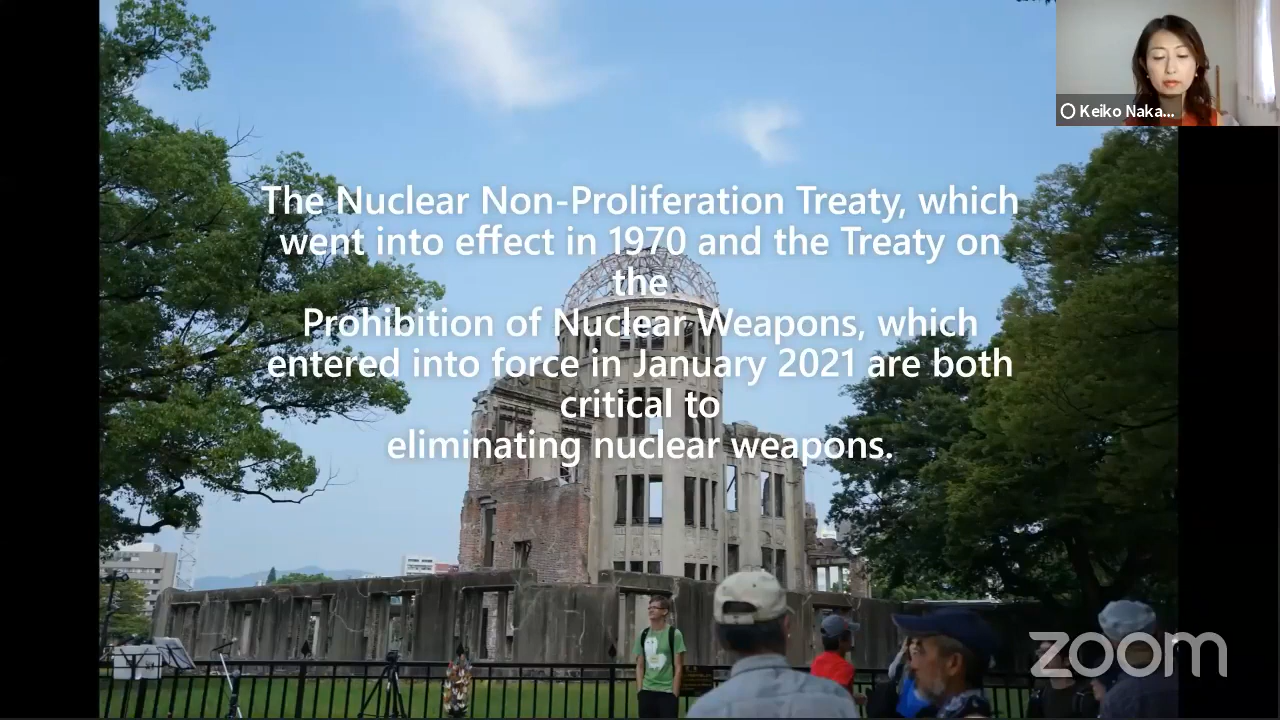 Keiko Naka...
The Nuclear Non-Proliferation Treaty, which
went into effect in 1970 and the Treaty on
the
Prohibition of Nuclear Weapons, which
entered into force in January 2021 are both
critical to
eliminating nuclear weapons.
zoom